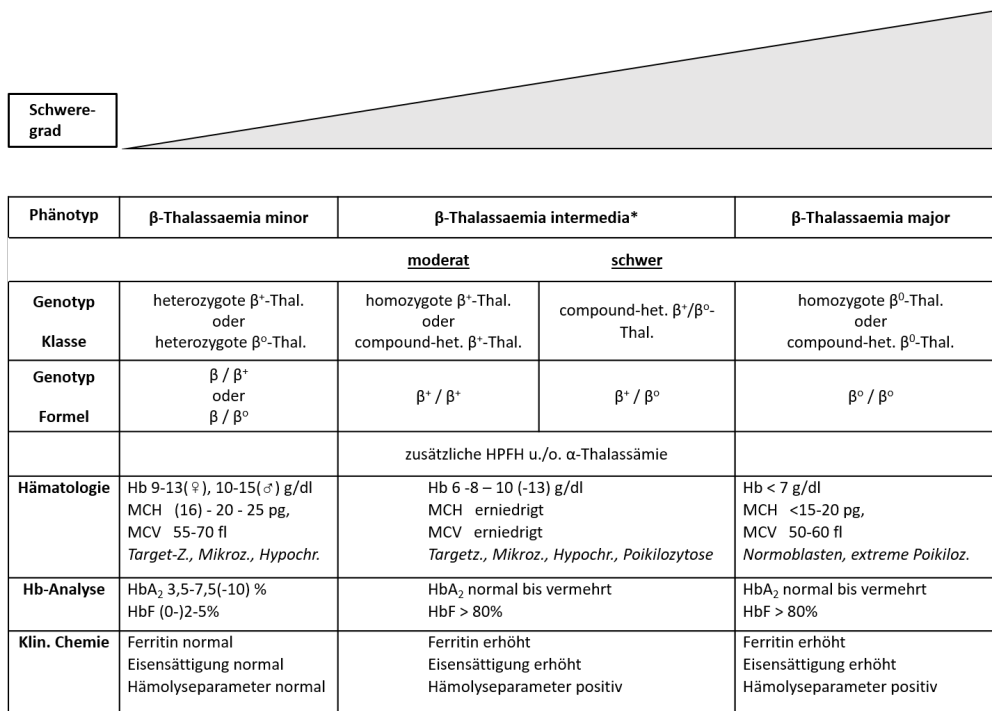 Schwere-
grad
Phänotyp β-Thalassaemia minor β-Thalassaemia intermedia* β-Thalassaemia major
moderat schwer
Genotyp
Klasse
heterozygote β⁺-Thal.
oder
heterozygote βᵒ-Thal.
homozygote β⁺-Thal.
oder
compound-het. β⁺-Thal.
compound-het. β⁺/βᵒ-
Thal.
homozygote β⁰-Thal.
oder
compound-het. β⁰-Thal.
Genotyp
Formel
β / β⁺
oder
β / βᵒ
β⁺ / β⁺
β⁺ / βᵒ
βᵒ / βᵒ
zusätzliche HPFH u./o. α-Thalassämie
Hämatologie
Hb 9-13(♀), 10-15(♂) g/dl
MCH (16) - 20 - 25 pg,
MCV 55-70 fl
Target-Z., Mikroz., Hypochr.
Hb 6 -8 – 10 (-13) g/dl
MCH erniedrigt
MCV erniedrigt
Targetz., Mikroz., Hypochr., Poikilozytose
Hb < 7 g/dl
MCH <15-20 pg,
MCV 50-60 fl
Normoblasten, extreme Poikiloz.
Hb-Analyse
HbA₂ 3,5-7,5(-10) %
HbF (0-)2-5%
HbA₂ normal bis vermehrt
HbF > 80%
HbA₂ normal bis vermehrt
HbF > 80%
Klin. Chemie
Ferritin normal
Eisensättigung normal
Hämolyseparameter normal
Ferritin erhöht
Eisensättigung erhöht
Hämolyseparameter positiv
Ferritin erhöht
Eisensättigung erhöht
Hämolyseparameter positiv